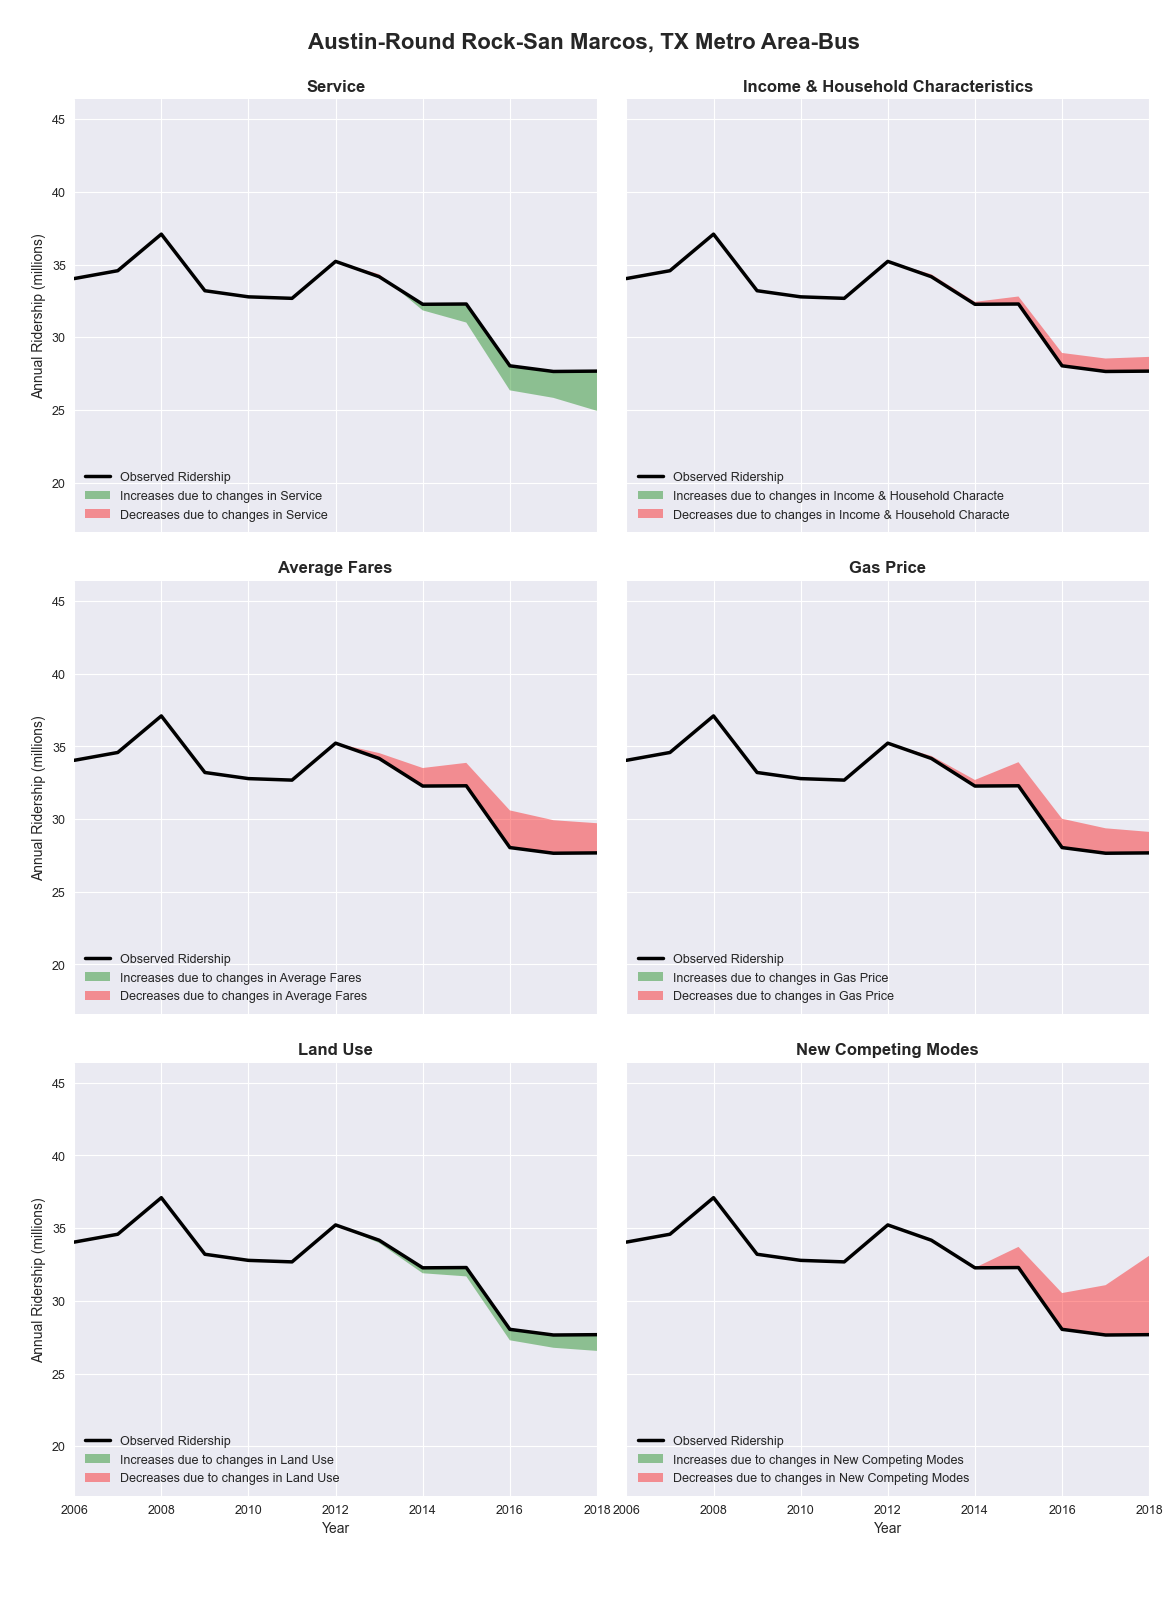 Austin-Round Rock-San Marcos, TX Metro Area-Bus
Service
Annual Ridership (millions)
45
40
35
30
25
20
Observed Ridership
Increases due to changes in Service
Decreases due to changes in Service
Income & Household Characteristics
Observed Ridership
Increases due to changes in Income & Household Characte
Decreases due to changes in Income & Household Characte
Average Fares
Annual Ridership (millions)
45
40
35
30
25
20
Observed Ridership
Increases due to changes in Average Fares
Decreases due to changes in Average Fares
Gas Price
Observed Ridership
Increases due to changes in Gas Price
Decreases due to changes in Gas Price
Land Use
Annual Ridership (millions)
45
40
35
30
25
20
Observed Ridership
Increases due to changes in Land Use
Decreases due to changes in Land Use
2006 2008 2010 2012 2014 2016 2018
Year
New Competing Modes
Observed Ridership
Increases due to changes in New Competing Modes
Decreases due to changes in New Competing Modes
2006 2008 2010 2012 2014 2016 2018
Year